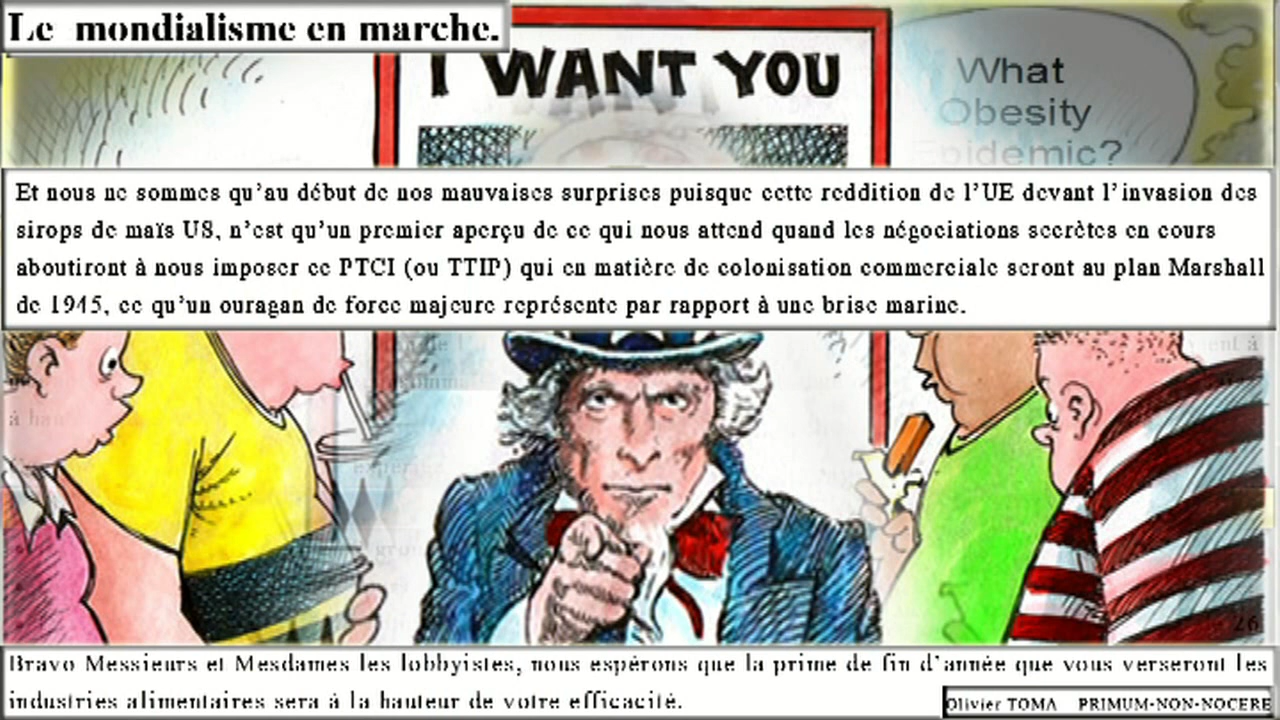 Le mondialisme en marche.
I WANT YOU
What
Obesity
Epidemic?
Et nous ne sommes qu'au début de nos mauvaises surprises puisque cette reddition de l'UE devant l'invasion des
sirops de maïs US, n'est qu'un premier aperçu de ce qui nous attend quand les négociations secrètes en cours
aboutiront à nous imposer ce PTCI (ou TTIP) qui en matière de colonisation commerciale seront au plan Marshall
de 1945, ce qu'un ouragan de force majeure représente par rapport à une brise marine.
26
Bravo Messieurs et Mesdames les lobbyistes, nous espérons que la prime de fin d'année que vous verseront les
industries alimentaires sera à la hauteur de votre efficacité.
Olivier TOMA PRIMUM-NON-NOCERE